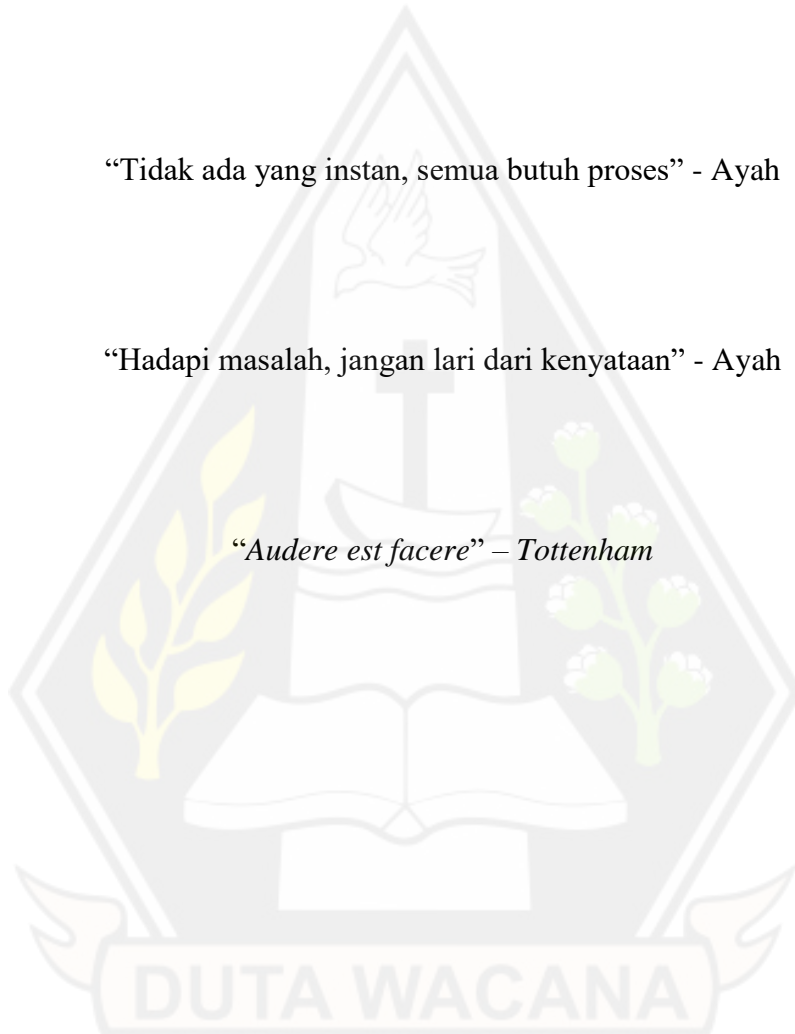 “Tidak ada yang instan, semua butuh proses” - Ayah
“Hadapi masalah, jangan lari dari kenyataan” - Ayah
“Audere est facere” – Tottenham
DUTA WACANA